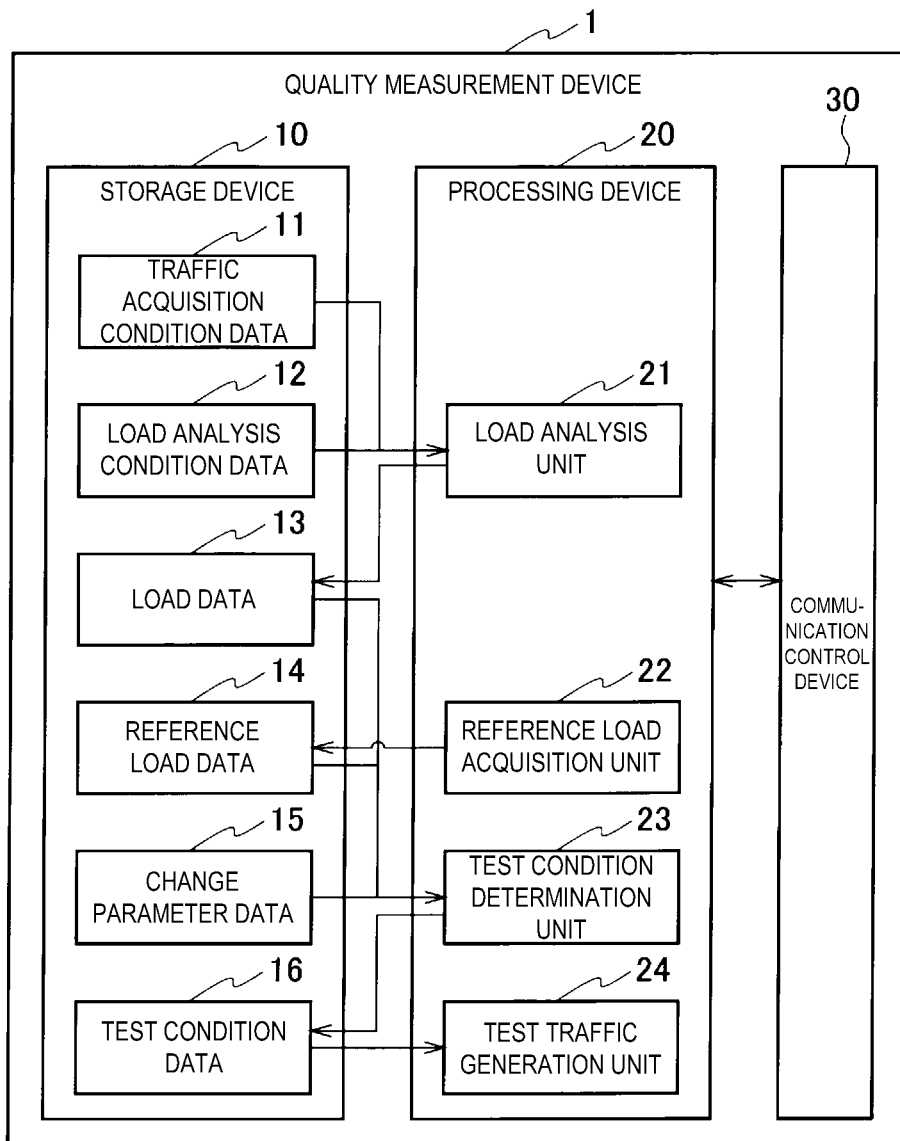 1
QUALITY MEASUREMENT DEVICE
10
STORAGE DEVICE
11
TRAFFIC
ACQUISITION
CONDITION DATA
12
LOAD ANALYSIS
CONDITION DATA
13
LOAD DATA
14
REFERENCE
LOAD DATA
15
CHANGE
PARAMETER DATA
16
TEST CONDITION
DATA
20
PROCESSING DEVICE
21
LOAD ANALYSIS
UNIT
22
REFERENCE LOAD
ACQUISITION UNIT
23
TEST CONDITION
DETERMINATION
UNIT
24
TEST TRAFFIC
GENERATION UNIT
30
COMMU-
NICATION
CONTROL
DEVICE